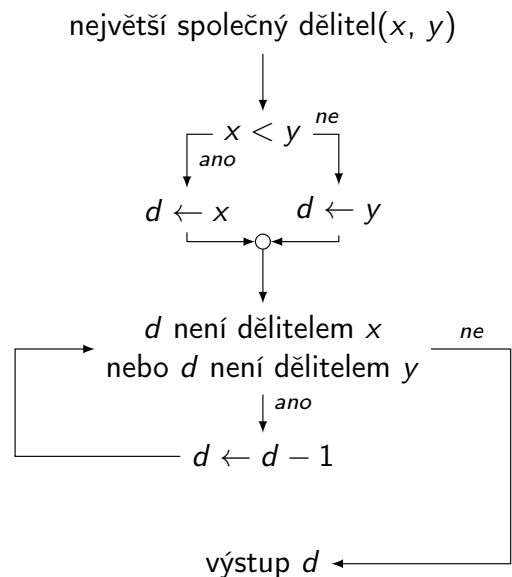 největší společný dělitel(x, y)
x < y
ne
ano
d ← x
d ← y
d není dělitelem x
nebo d není dělitelem y
ne
ano
d ← d − 1
výstup d